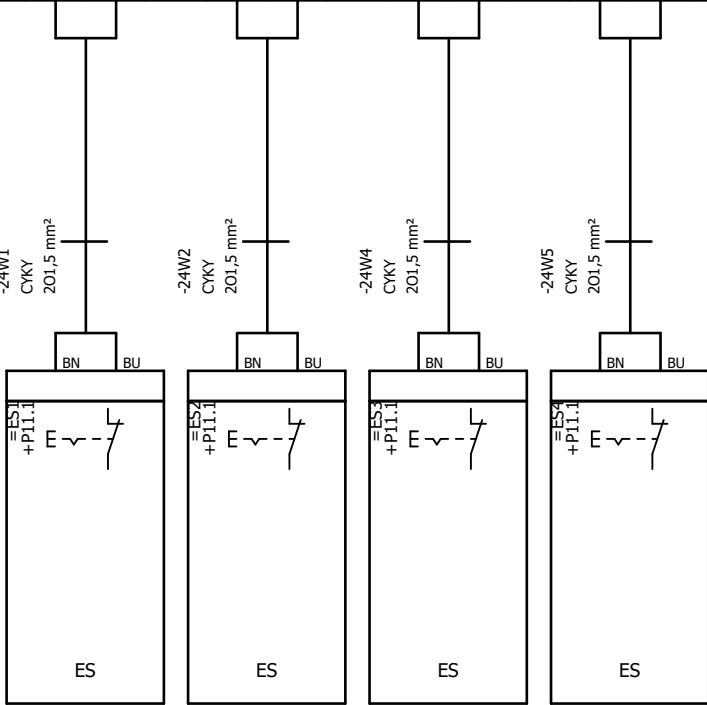 -24W1
CYKY
2O1,5 mm²
-24W2
CYKY
2O1,5 mm²
-24W4
CYKY
2O1,5 mm²
-24W5
CYKY
2O1,5 mm²
BN BU
BN BU
BN BU
BN BU
=ES1
+P11.1
=ES2
+P11.1
=ES3
+P11.1
=ES4
+P11.1
ES
ES
ES
ES